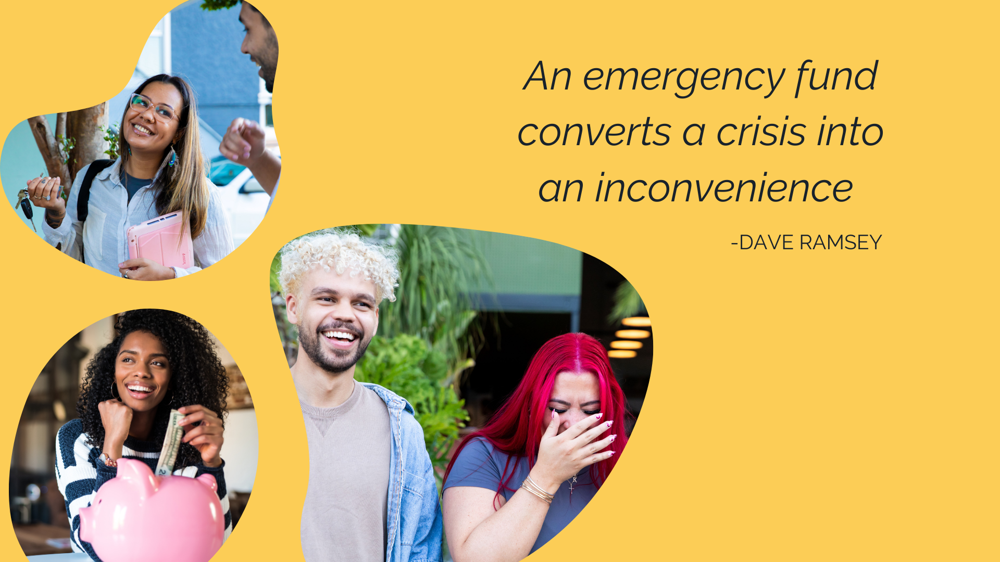 An emergency fund
converts a crisis into
an inconvenience
-DAVE RAMSEY